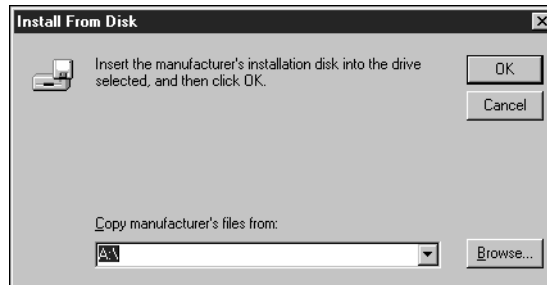 Install From Disk
Insert the manufacturer's installation disk into the drive
selected, and then click OK.
OK
Cancel
Copy manufacturer's files from:
A:\
Browse...